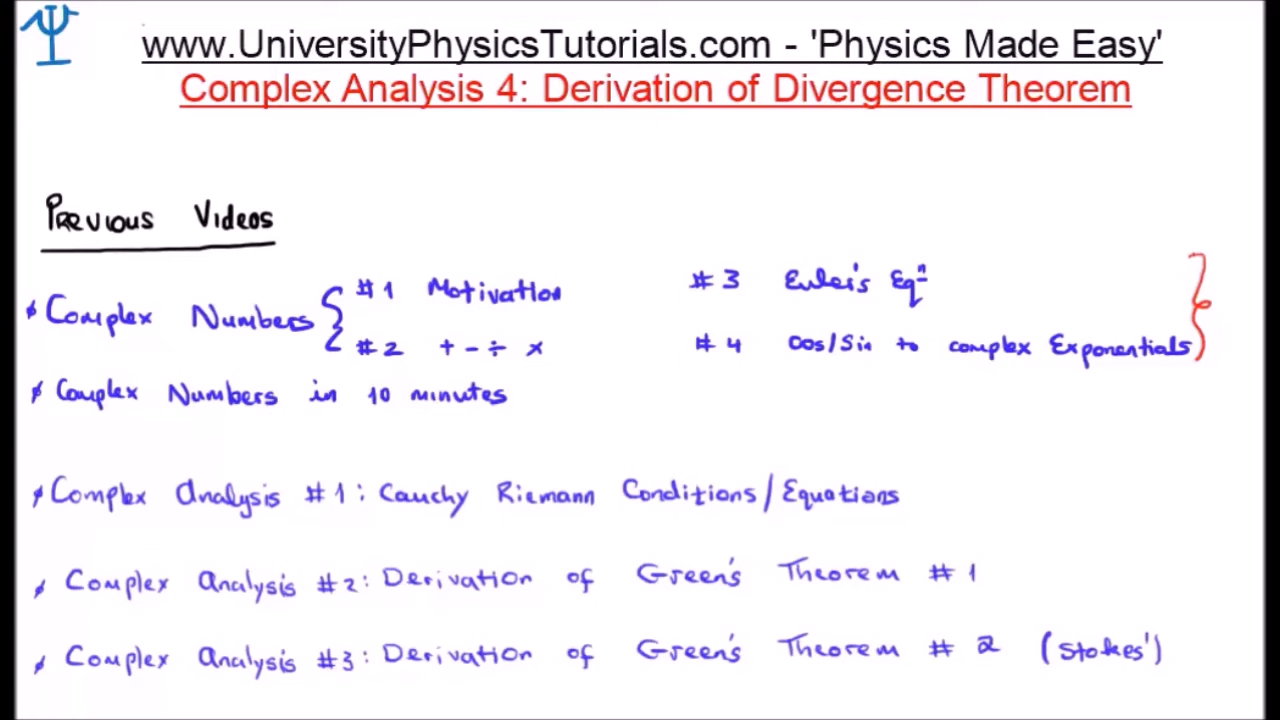 www.UniversityPhysicsTutorials.com - 'Physics Made Easy'
Complex Analysis 4: Derivation of Divergence Theorem
Previous Videos
Complex Numbers { #1 Motivation #3 Euler's Eqⁿ
#2 + - ÷ x #4 Cos/Sin to complex Exponentials
Complex Numbers in 10 minutes
Complex Analysis #1: Cauchy Riemann Conditions/Equations
Complex Analysis #2: Derivation of Green's Theorem #1
Complex Analysis #3: Derivation of Green's Theorem #2 (Stokes')